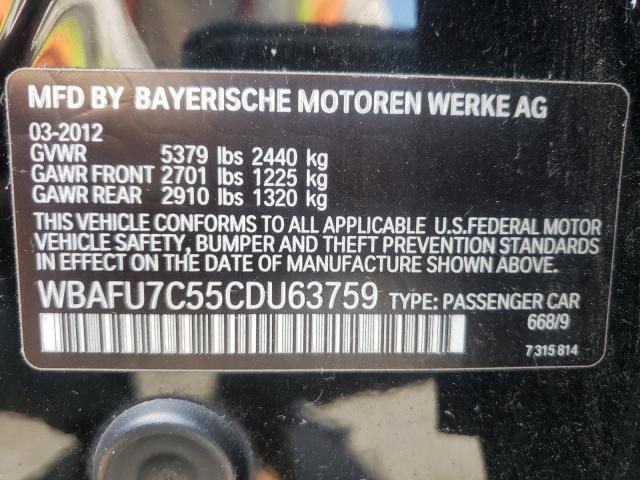 MFD BY BAYERISCHE MOTOREN WERKE AG
03-2012
GVWR 5379 lbs 2440 kg
GAWR FRONT 2701 lbs 1225 kg
GAWR REAR 2910 lbs 1320 kg
THIS VEHICLE CONFORMS TO ALL APPLICABLE U.S.FEDERAL MOTOR
VEHICLE SAFETY, BUMPER AND THEFT PREVENTION STANDARDS
IN EFFECT ON THE DATE OF MANUFACTURE SHOWN ABOVE.
WBAFU7C55CDU63759 TYPE: PASSENGER CAR
668/9
7 315 814